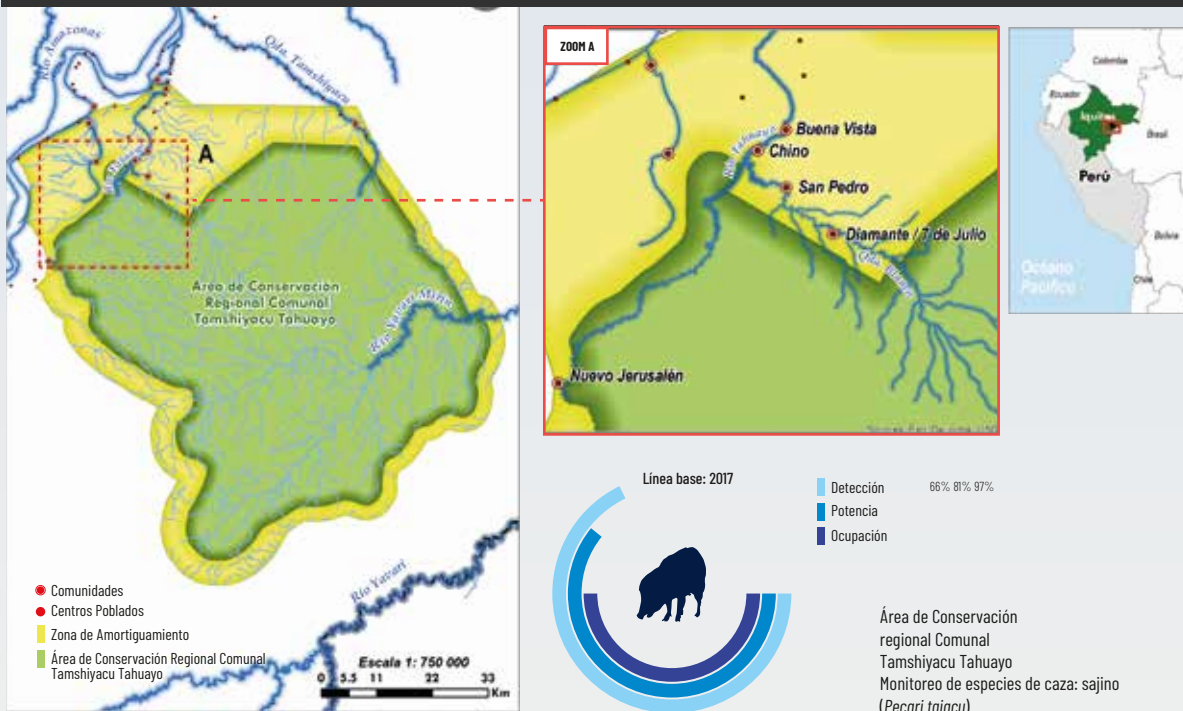 Río Amazonas
Qda. Tamshiyacu
A
Área de Conservación
Regional Comunal
Tamshiyacu Tahuayo
Río Yavarí Mirín
Río Yavarí
Comunidades
Centros Poblados
Zona de Amortiguamiento
Área de Conservación Regional Comunal
Tamshiyacu Tahuayo
Escala 1: 750 000
0 5.5 11 22 33
Km
ZOOM A
Río Tahuayo
Buena Vista
Chino
San Pedro
Diamante / 7 de Julio
Qda. Blanco
Nuevo Jerusalén
Colombia
Ecuador
Iquitos
Brasil
Perú
Bolivia
Océano
Pacífico
Chile
Línea base: 2017
Detección 66% 81% 97%
Potencia
Ocupación
Área de Conservación
regional Comunal
Tamshiyacu Tahuayo
Monitoreo de especies de caza: sajino
(Pecari tajacu)